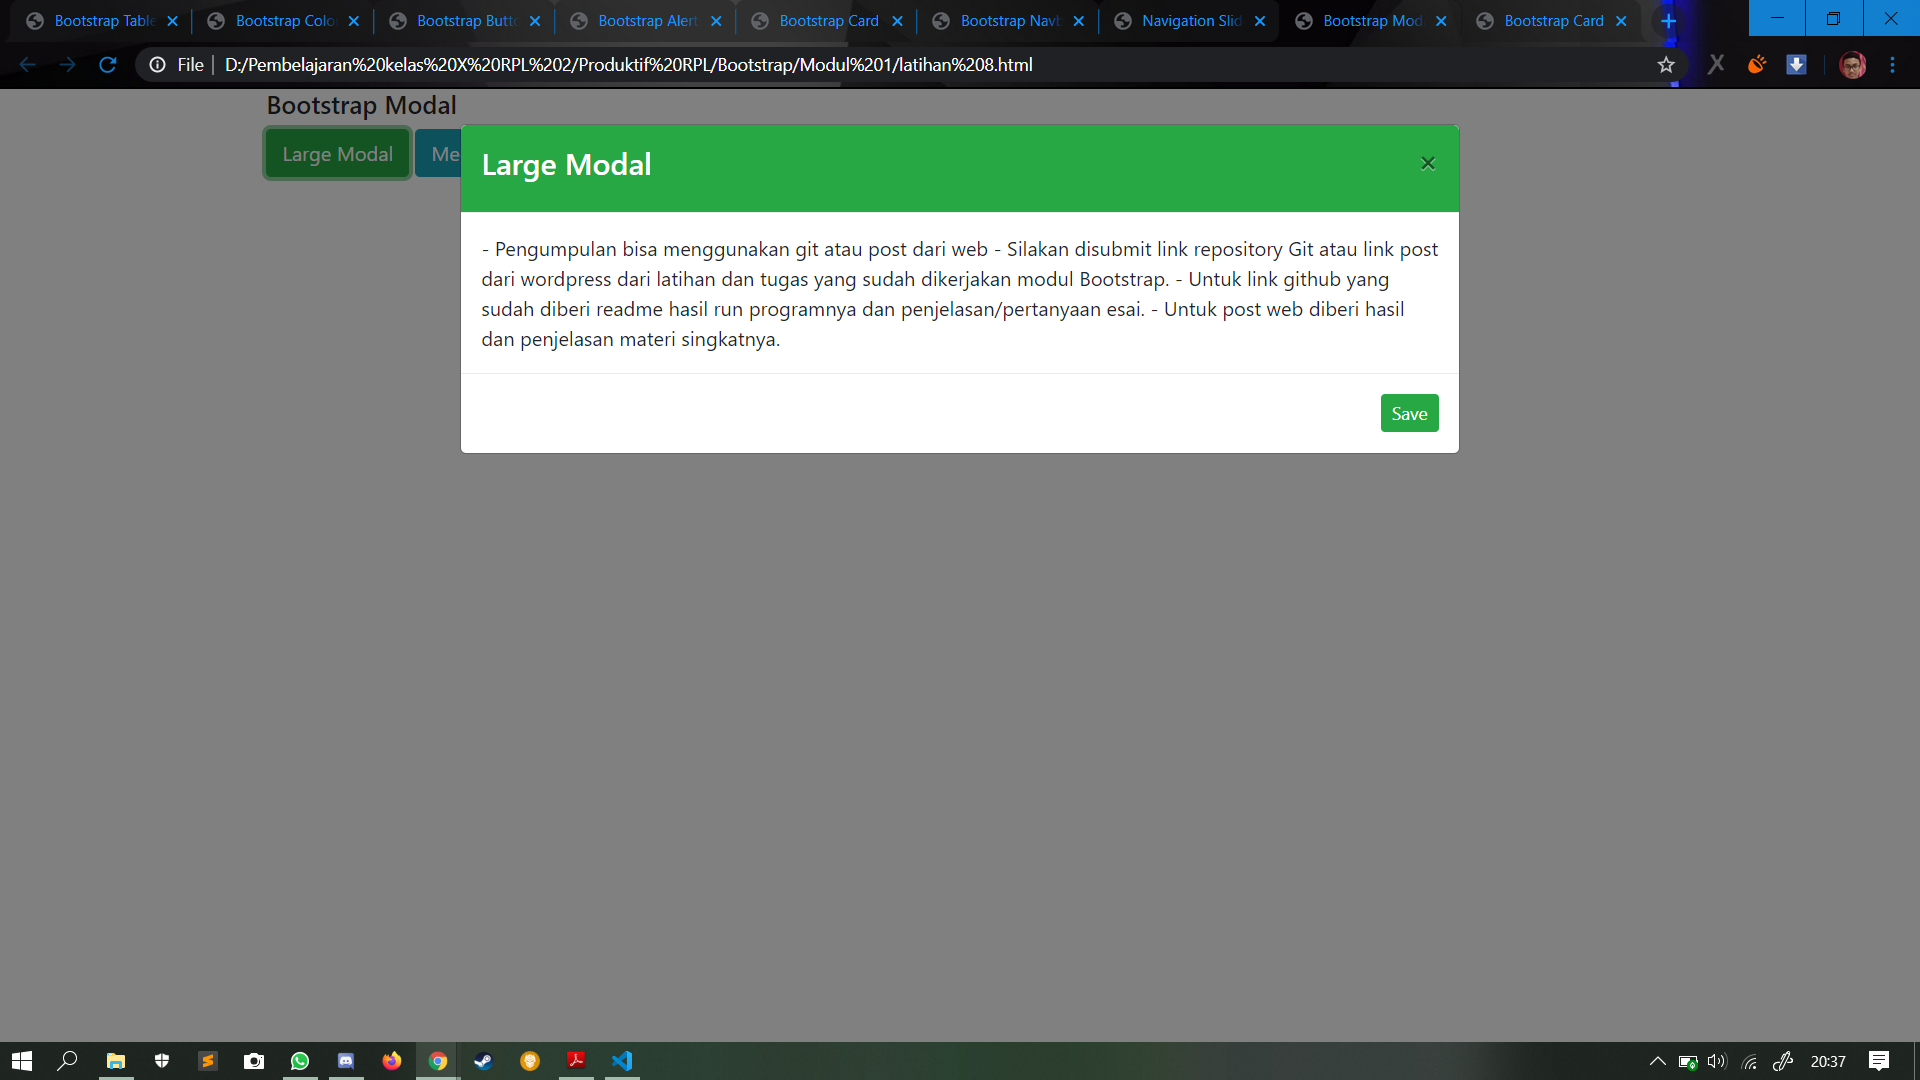 Bootstrap Table
Bootstrap Colo
Bootstrap Butt
Bootstrap Alert
Bootstrap Card
Bootstrap Navb
Navigation Slid
Bootstrap Mod
Bootstrap Card
File
D:/Pembelajaran%20kelas%20X%20RPL%202/Produktif%20RPL/Bootstrap/Modul%201/latihan%208.html
Bootstrap Modal
Large Modal
Me
Large Modal
×
- Pengumpulan bisa menggunakan git atau post dari web - Silakan disubmit link repository Git atau link post
dari wordpress dari latihan dan tugas yang sudah dikerjakan modul Bootstrap. - Untuk link github yang
sudah diberi readme hasil run programnya dan penjelasan/pertanyaan esai. - Untuk post web diberi hasil
dan penjelasan materi singkatnya.
Save
20:37